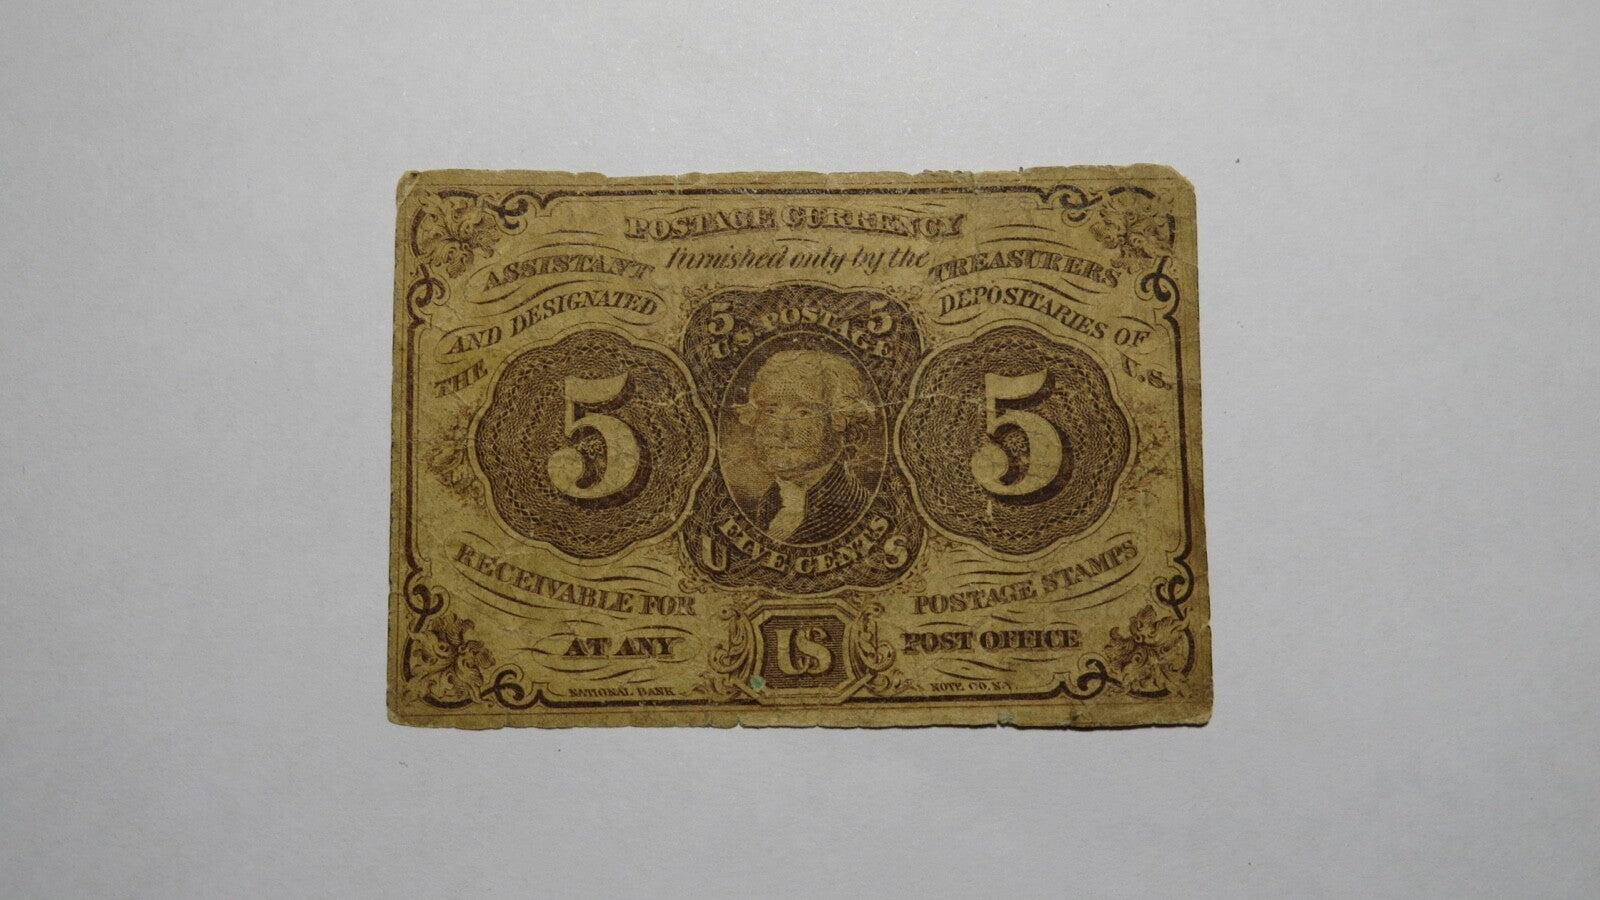 POSTAGE CURRENCY
furnished only by the
ASSISTANT TREASURERS
AND DESIGNATED DEPOSITARIES OF
THE U.S.
5 5
U.S. POSTAGE
5 5
FIVE CENTS
U S
RECEIVABLE FOR POSTAGE STAMPS
AT ANY US POST OFFICE
NATIONAL BANK NOTE CO. N.Y.